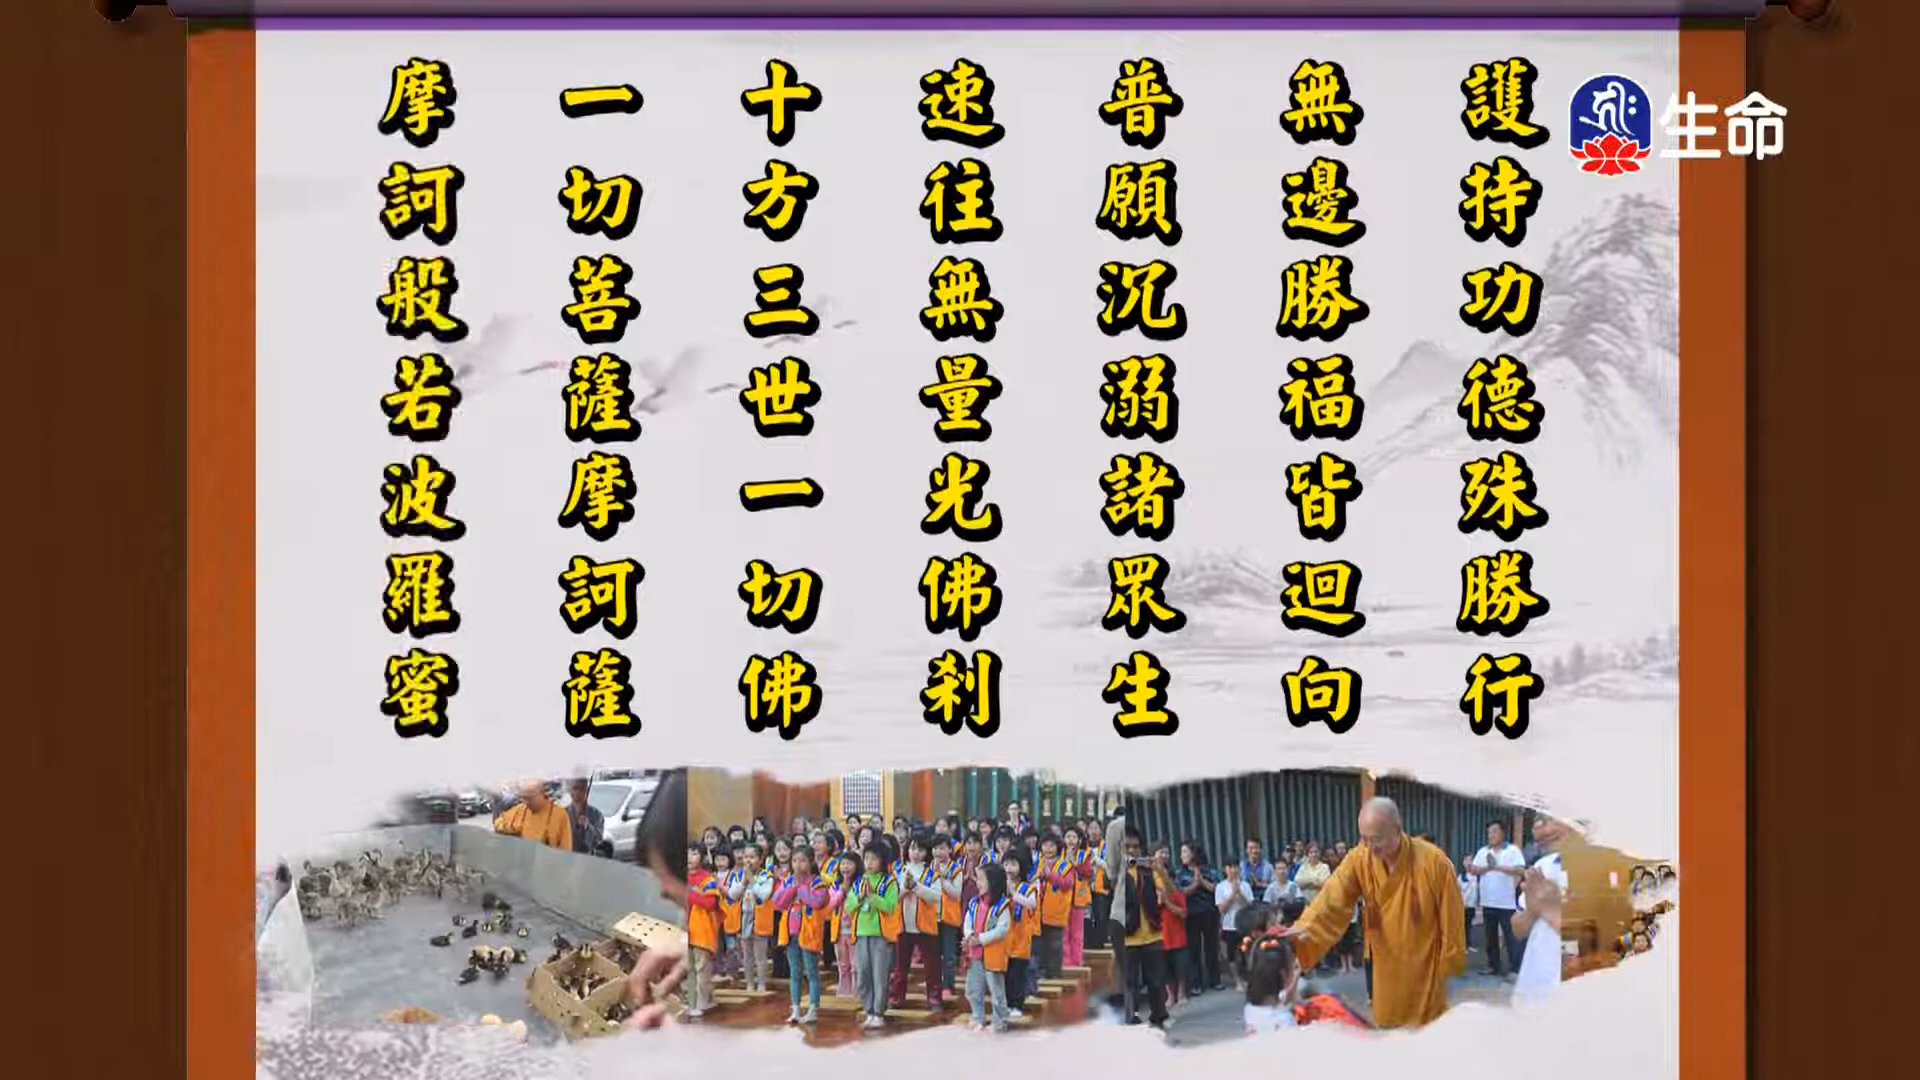 護持功德殊勝行
無邊勝福皆迴向
普願沉溺諸眾生
速往無量光佛剎
十方三世一切佛
一切菩薩摩訶薩
摩訶般若波羅蜜
生命